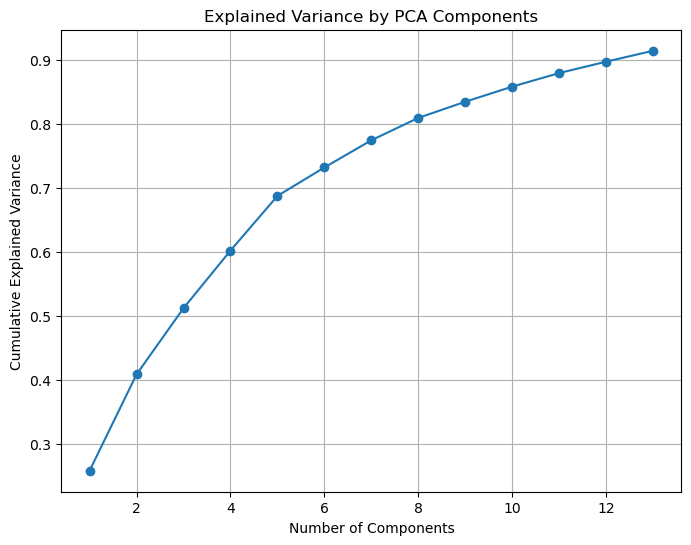 Explained Variance by PCA Components
Cumulative Explained Variance
0.9
0.8
0.7
0.6
0.5
0.4
0.3
2 4 6 8 10 12
Number of Components